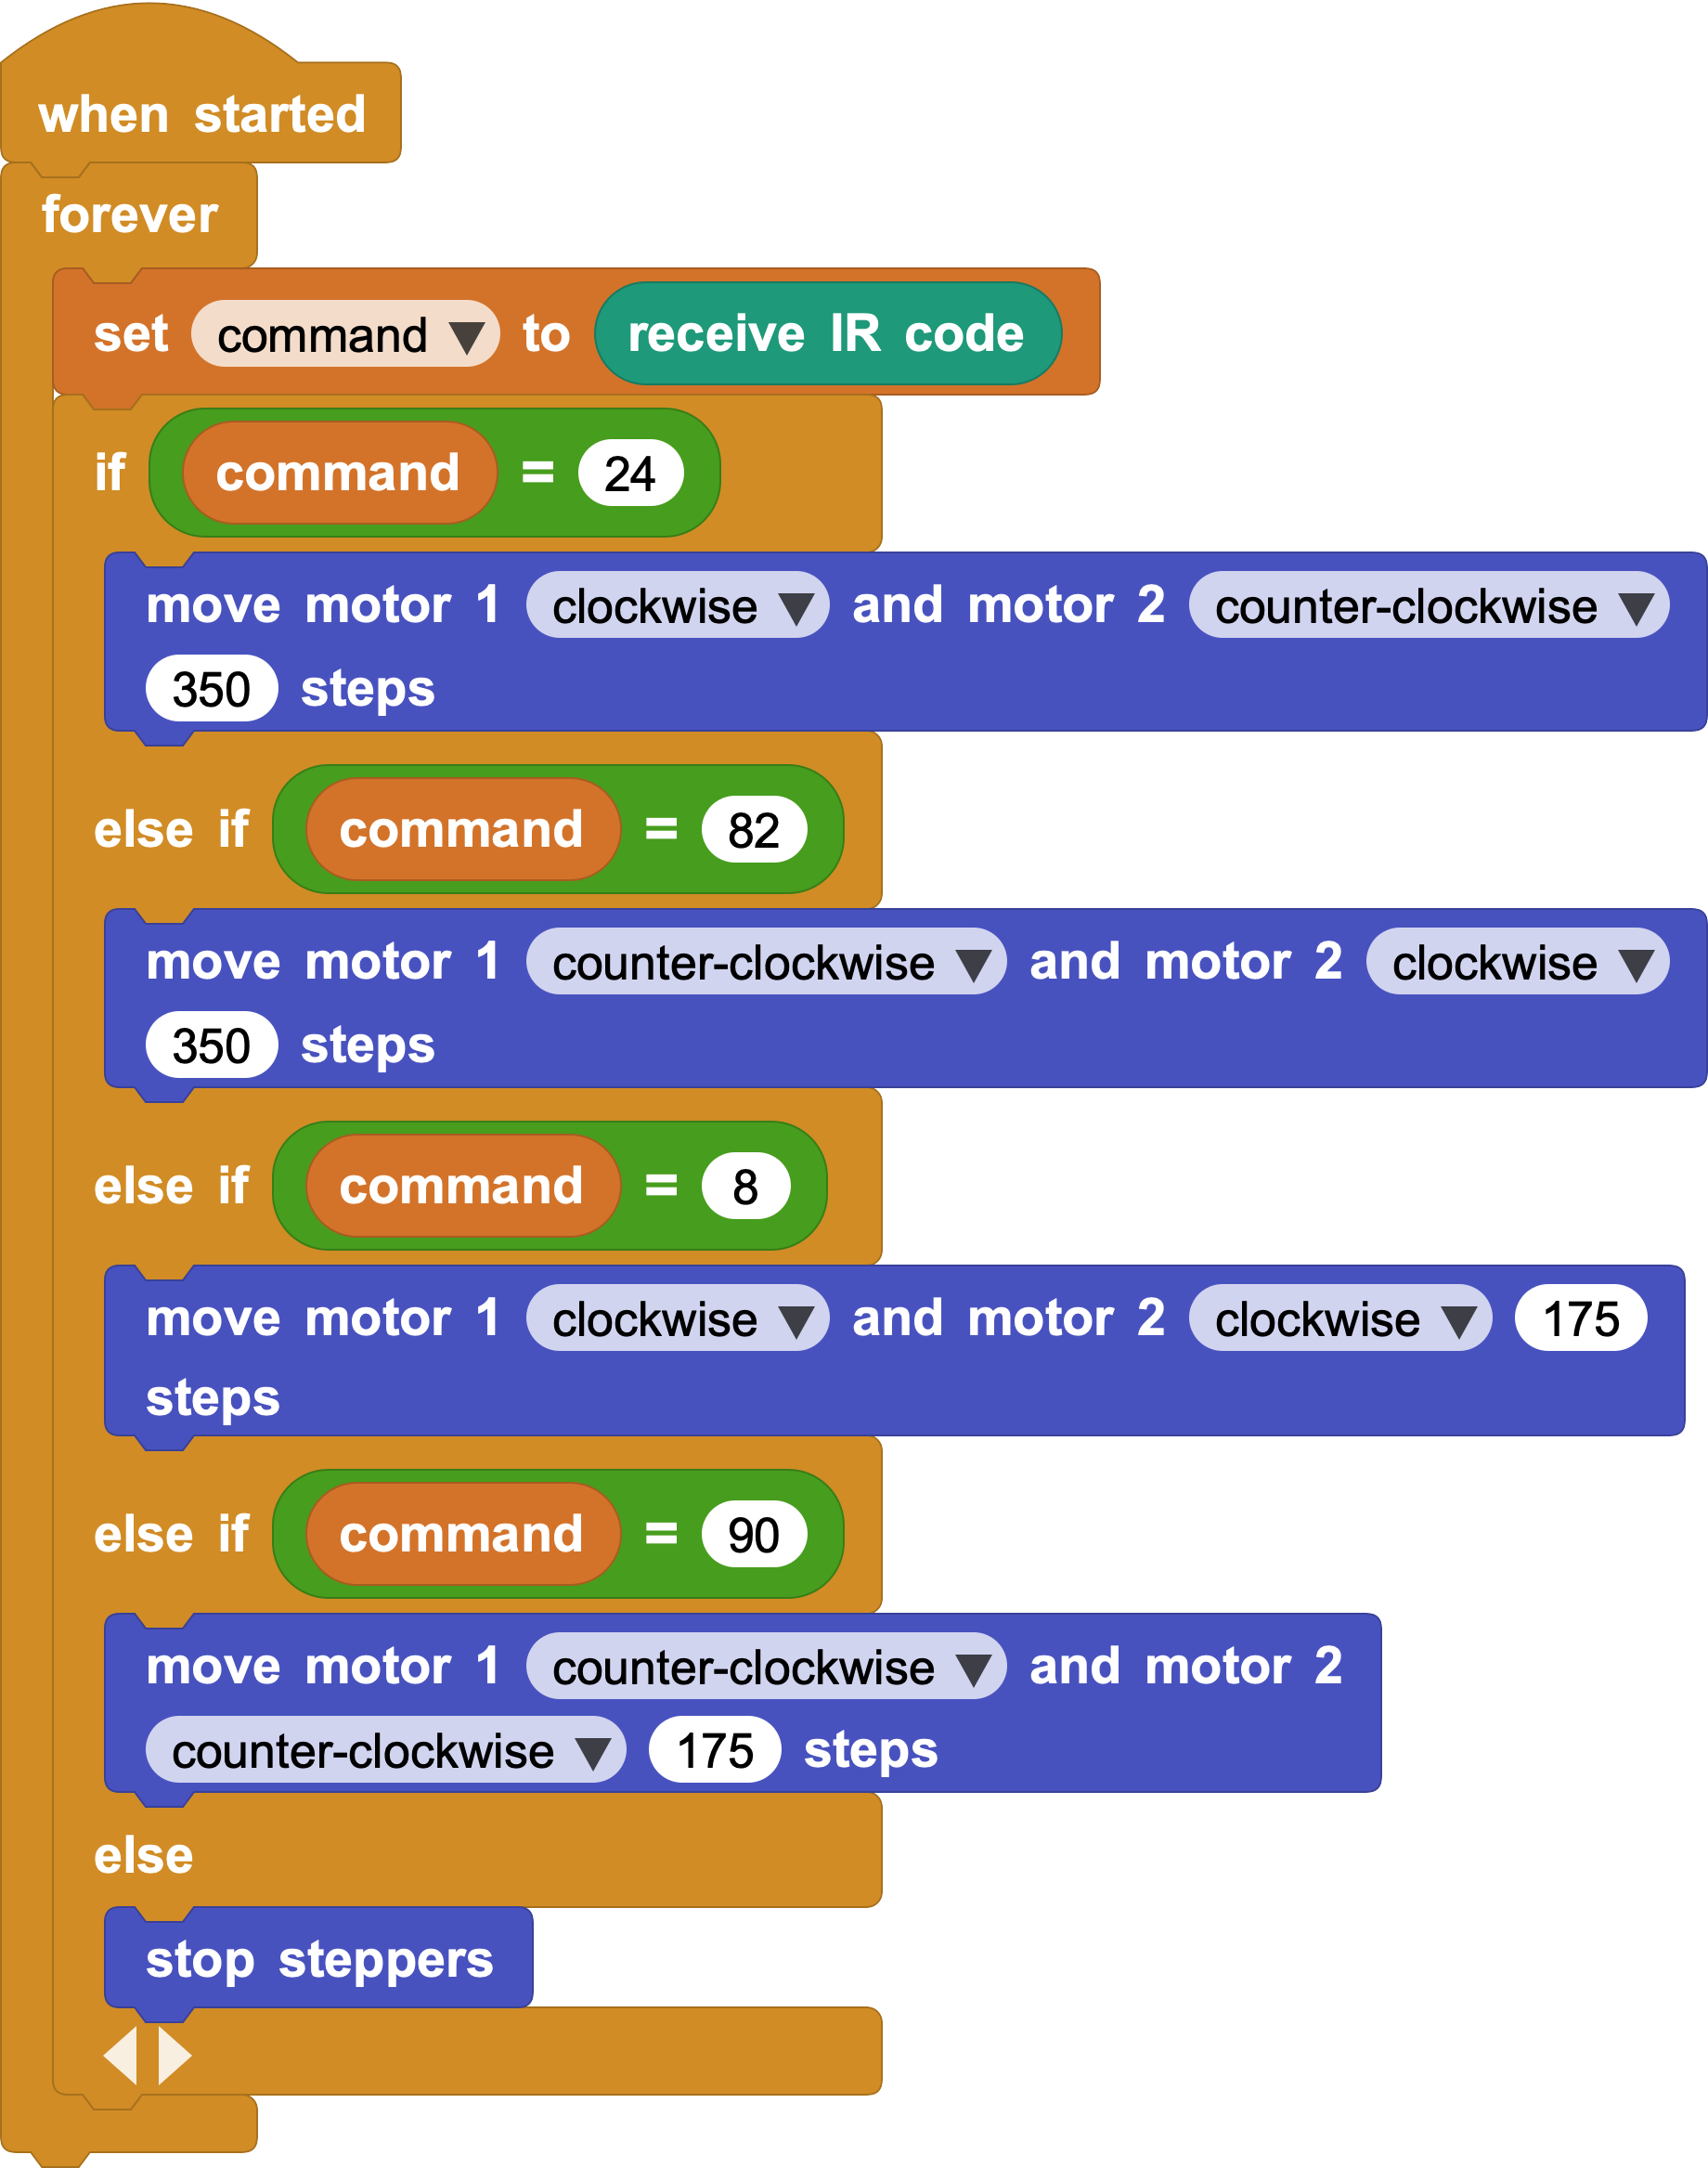 when started
forever
set command to receive IR code
if command = 24
move motor 1 clockwise and motor 2 counter-clockwise
350 steps
else if command = 82
move motor 1 counter-clockwise and motor 2 clockwise
350 steps
else if command = 8
move motor 1 clockwise and motor 2 clockwise 175
steps
else if command = 90
move motor 1 counter-clockwise and motor 2
counter-clockwise 175 steps
else
stop steppers